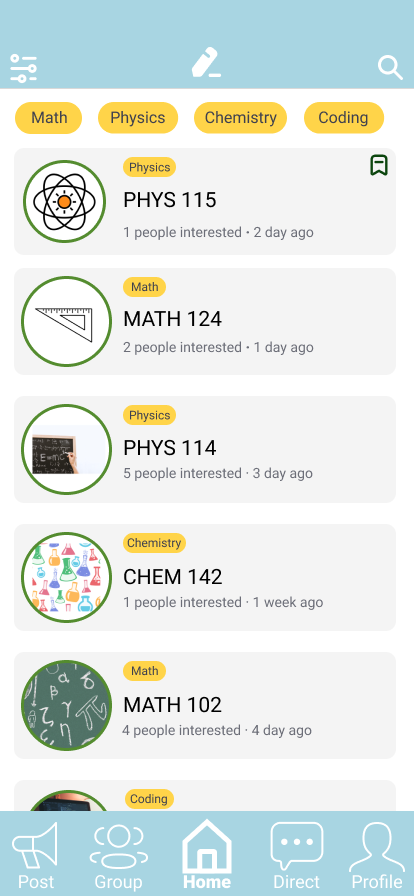 Math Physics Chemistry Coding
Physics
PHYS 115
1 people interested • 2 day ago
Math
MATH 124
2 people interested • 1 day ago
Physics
PHYS 114
5 people interested · 3 day ago
Chemistry
CHEM 142
1 people interested · 1 week ago
Math
MATH 102
4 people interested · 4 day ago
Coding
Post Group Home Direct Profile